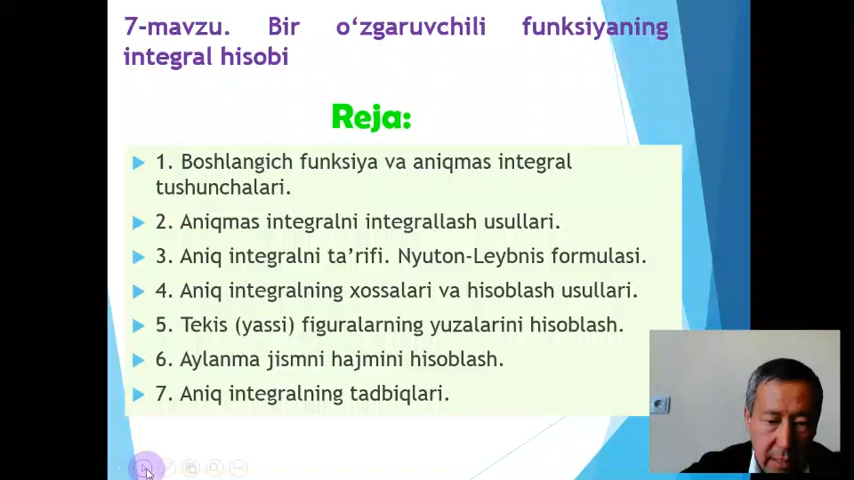 7-mavzu. Bir o‘zgaruvchili funksiyaning
integral hisobi
Reja:
1. Boshlangich funksiya va aniqmas integral
tushunchalari.
2. Aniqmas integralni integrallash usullari.
3. Aniq integralni ta’rifi. Nyuton-Leybnis formulasi.
4. Aniq integralning xossalari va hisoblash usullari.
5. Tekis (yassi) figuralarning yuzalarini hisoblash.
6. Aylanma jismni hajmini hisoblash.
7. Aniq integralning tadbiqlari.